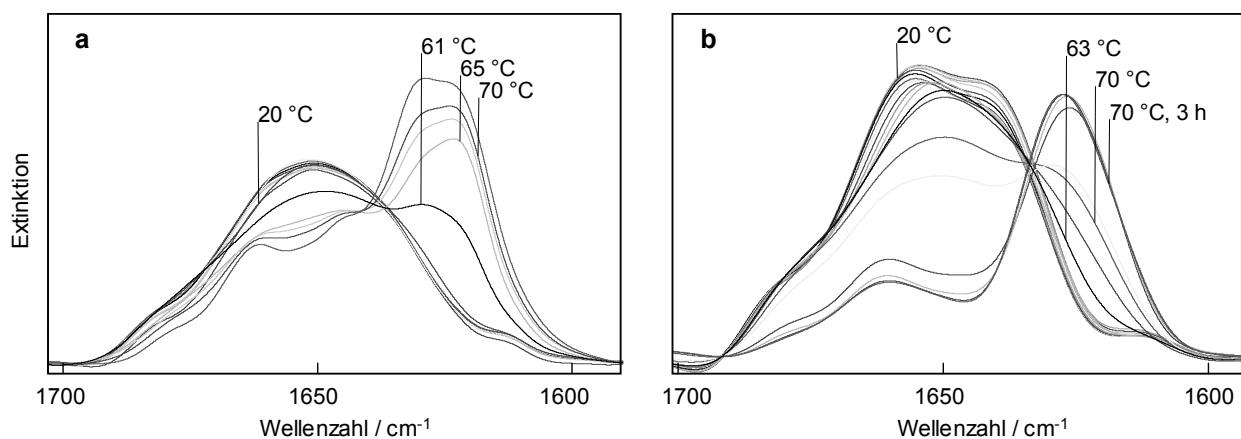 a
61 °C
65 °C
70 °C
20 °C
Extinktion
1700
1650
1600
Wellenzahl / cm⁻¹
b
20 °C
63 °C
70 °C
70 °C, 3 h
1700
1650
1600
Wellenzahl / cm⁻¹